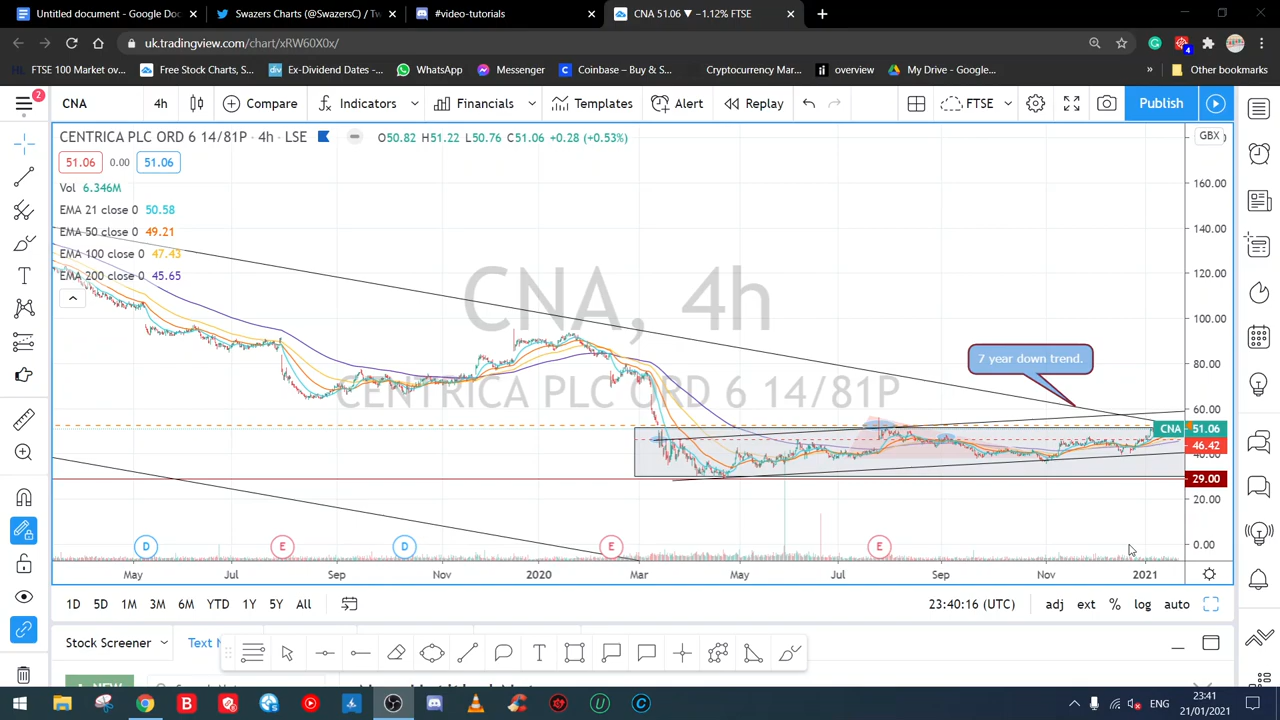 Untitled document - Google Doc
Swazers Charts (@SwazersC) / Tw
#video-tutorials
CNA 51.06 ▼ −1.12% FTSE
uk.tradingview.com/chart/xRW60X0x/
4
FTSE 100 Market ov...
Free Stock Charts, S...
Ex-Dividend Dates -...
WhatsApp
Messenger
Coinbase – Buy & S...
Cryptocurrency Mar...
overview
My Drive - Google...
»
Other bookmarks
2
CNA
4h
Compare
Indicators
Financials
Templates
Alert
Replay
FTSE
Publish
CENTRICA PLC ORD 6 14/81P · 4h · LSE
O50.82 H51.22 L50.76 C51.06 +0.28 (+0.53%)
GBX
51.06 0.00 51.06
Vol 6.346M
EMA 21 close 0 50.58
EMA 50 close 0 49.21
EMA 100 close 0 47.43
EMA 200 close 0 45.65
CNA, 4h
CENTRICA PLC ORD 6 14/81P
7 year down trend.
160.00
140.00
120.00
100.00
80.00
60.00
CNA 51.06
46.42
40.00
29.00
20.00
0.00
D E D E E
May Jul Sep Nov 2020 Mar May Jul Sep Nov 2021
1D 5D 1M 3M 6M YTD 1Y 5Y All
23:40:16 (UTC)
adj ext % log auto
Stock Screener
Text N
NEW
ENG
23:41
21/01/2021